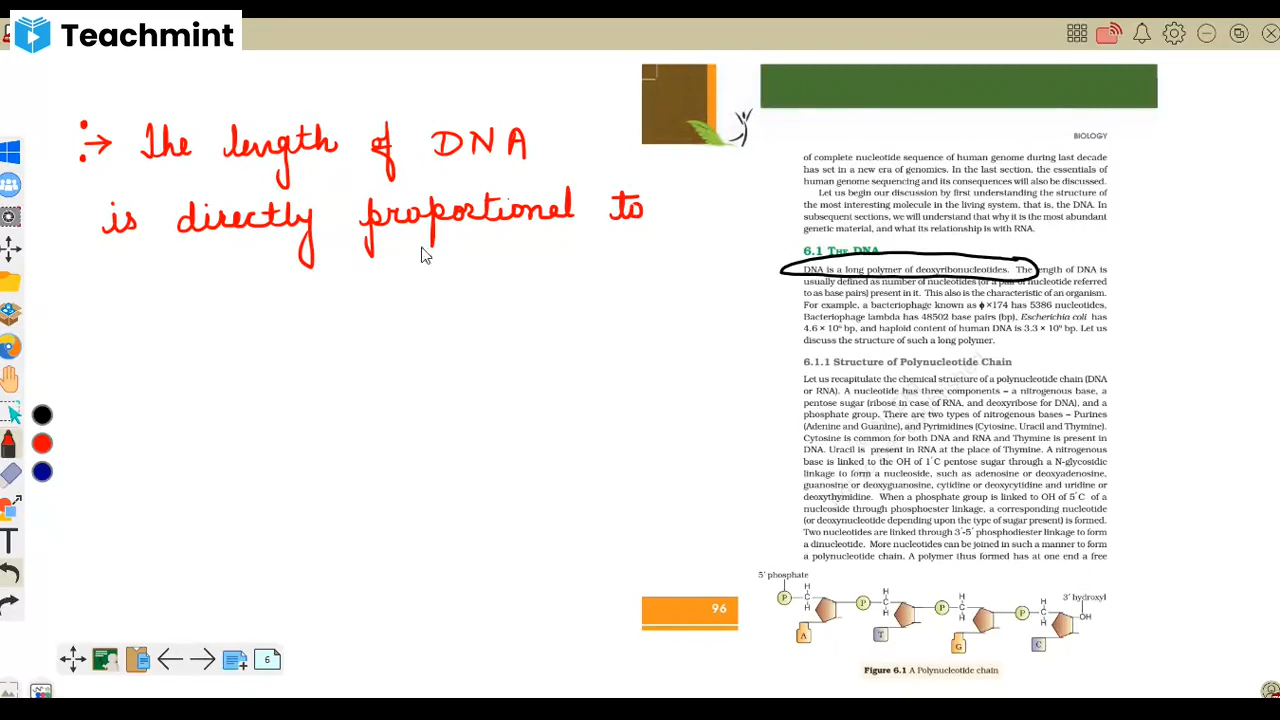 Teachmint
:→ The length of DNA
is directly proportional to
BIOLOGY
of complete nucleotide sequence of human genome during last decade
has set in a new era of genomics. In the last section, the essentials of
human genome sequencing and its consequences will also be discussed.
Let us begin our discussion by first understanding the structure of
the most interesting molecule in the living system, that is, the DNA. In
subsequent sections, we will understand that why it is the most abundant
genetic material, and what its relationship is with RNA.
6.1 THE DNA
DNA is a long polymer of deoxyribonucleotides. The length of DNA is
usually defined as number of nucleotides (or a pair of nucleotide referred
to as base pairs) present in it. This also is the characteristic of an organism.
For example, a bacteriophage known as ϕ×174 has 5386 nucleotides,
Bacteriophage lambda has 48502 base pairs (bp), Escherichia coli has
4.6 × 10⁶ bp, and haploid content of human DNA is 3.3 × 10⁹ bp. Let us
discuss the structure of such a long polymer.
6.1.1 Structure of Polynucleotide Chain
Let us recapitulate the chemical structure of a polynucleotide chain (DNA
or RNA). A nucleotide has three components – a nitrogenous base, a
pentose sugar (ribose in case of RNA, and deoxyribose for DNA), and a
phosphate group. There are two types of nitrogenous bases – Purines
(Adenine and Guanine), and Pyrimidines (Cytosine, Uracil and Thymine).
Cytosine is common for both DNA and RNA and Thymine is present in
DNA. Uracil is present in RNA at the place of Thymine. A nitrogenous
base is linked to the OH of 1'C pentose sugar through a N-glycosidic
linkage to form a nucleoside, such as adenosine or deoxyadenosine,
guanosine or deoxyguanosine, cytidine or deoxycytidine and uridine or
deoxythymidine. When a phosphate group is linked to OH of 5'C of a
nucleoside through phosphoester linkage, a corresponding nucleotide
(or deoxynucleotide depending upon the type of sugar present) is formed.
Two nucleotides are linked through 3'-5' phosphodiester linkage to form
a dinucleotide. More nucleotides can be joined in such a manner to form
a polynucleotide chain. A polymer thus formed has at one end a free
5' phosphate
3' hydroxyl
H H H H
P C P C P C P C OH
H H H H
A T G C
96
Figure 6.1 A Polynucleotide chain
T
6